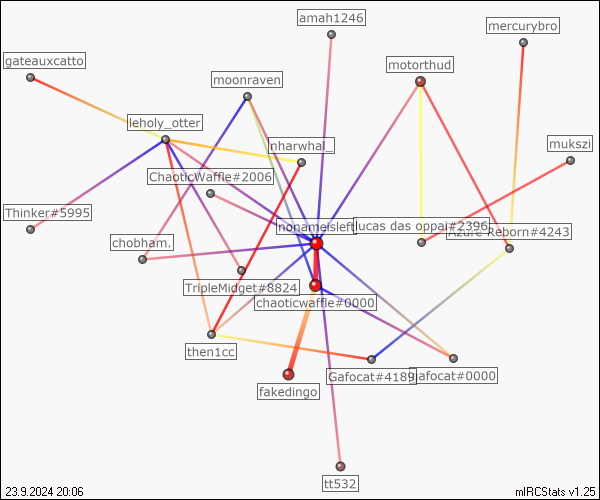 amah1246
mercurybro
gateauxcatto
motorthud
moonraven
leholy_otter
nharwhal_
mukszi
ChaoticWaffle#2006
Thinker#5995
nonameisleft
lucas das oppai#2396
Azure Reborn#4243
chobham.
TripleMidget#8824
chaoticwaffle#0000
then1cc
Gafocat#4189
gafocat#0000
fakedingo
tt532
23.9.2024 20:06
mIRCStats v1.25